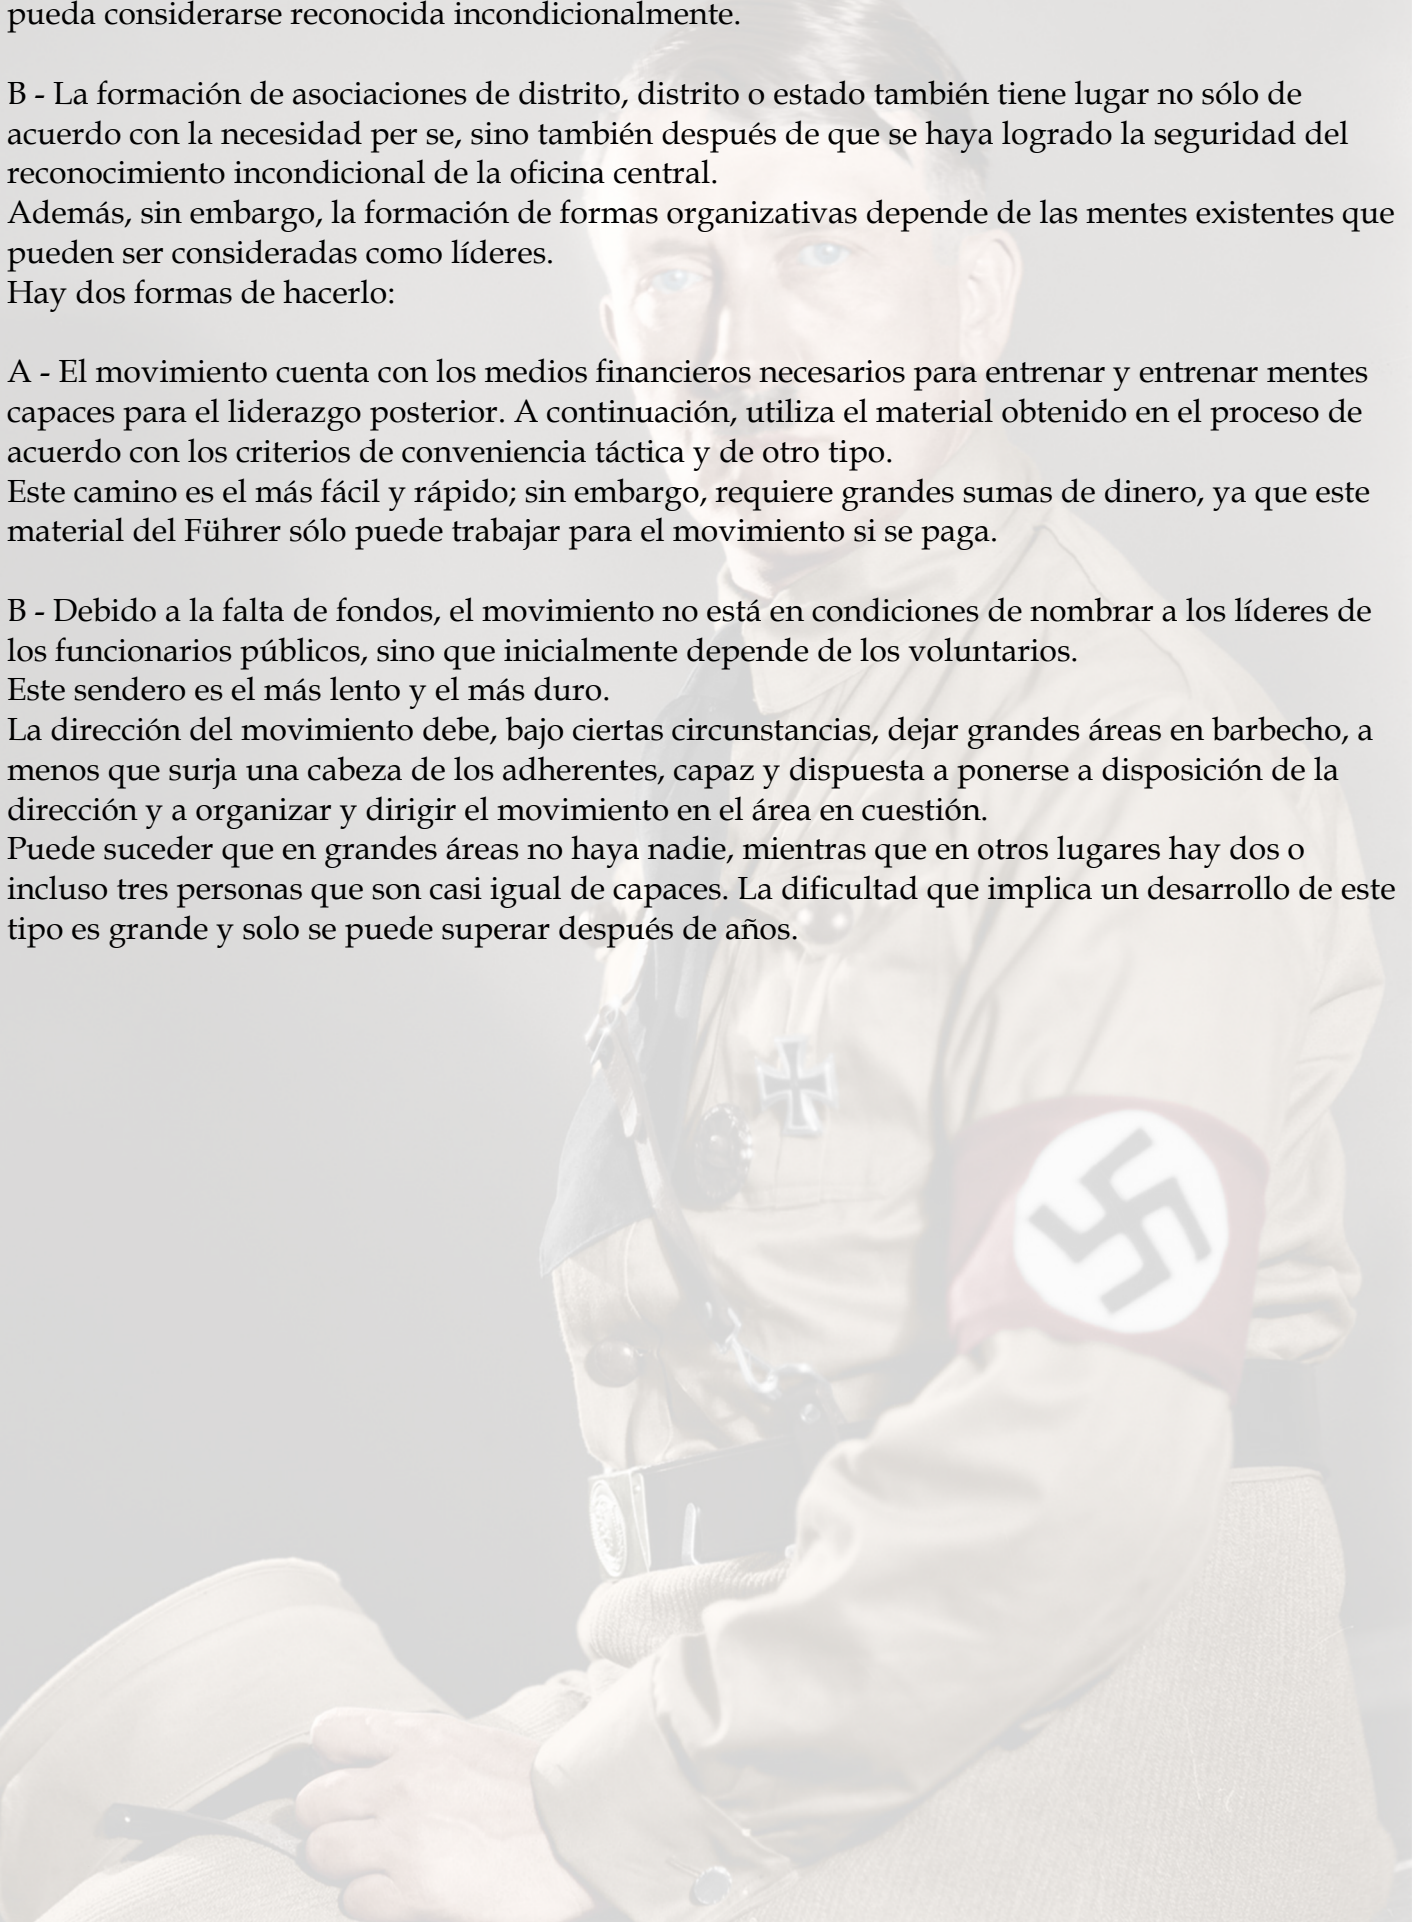 pueda considerarse reconocida incondicionalmente.
B - La formación de asociaciones de distrito, distrito o estado también tiene lugar no sólo de
acuerdo con la necesidad per se, sino también después de que se haya logrado la seguridad del
reconocimiento incondicional de la oficina central.
Además, sin embargo, la formación de formas organizativas depende de las mentes existentes que
pueden ser consideradas como líderes.
Hay dos formas de hacerlo:
A - El movimiento cuenta con los medios financieros necesarios para entrenar y entrenar mentes
capaces para el liderazgo posterior. A continuación, utiliza el material obtenido en el proceso de
acuerdo con los criterios de conveniencia táctica y de otro tipo.
Este camino es el más fácil y rápido; sin embargo, requiere grandes sumas de dinero, ya que este
material del Führer sólo puede trabajar para el movimiento si se paga.
B - Debido a la falta de fondos, el movimiento no está en condiciones de nombrar a los líderes de
los funcionarios públicos, sino que inicialmente depende de los voluntarios.
Este sendero es el más lento y el más duro.
La dirección del movimiento debe, bajo ciertas circunstancias, dejar grandes áreas en barbecho, a
menos que surja una cabeza de los adherentes, capaz y dispuesta a ponerse a disposición de la
dirección y a organizar y dirigir el movimiento en el área en cuestión.
Puede suceder que en grandes áreas no haya nadie, mientras que en otros lugares hay dos o
incluso tres personas que son casi igual de capaces. La dificultad que implica un desarrollo de este
tipo es grande y solo se puede superar después de años.